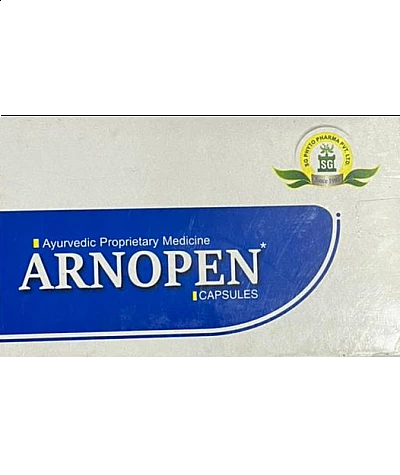 SG PHYTO PHARMA PVT. LTD.
SG
Ayurvedic Proprietary Medicine
ARNOPEN*
CAPSULES